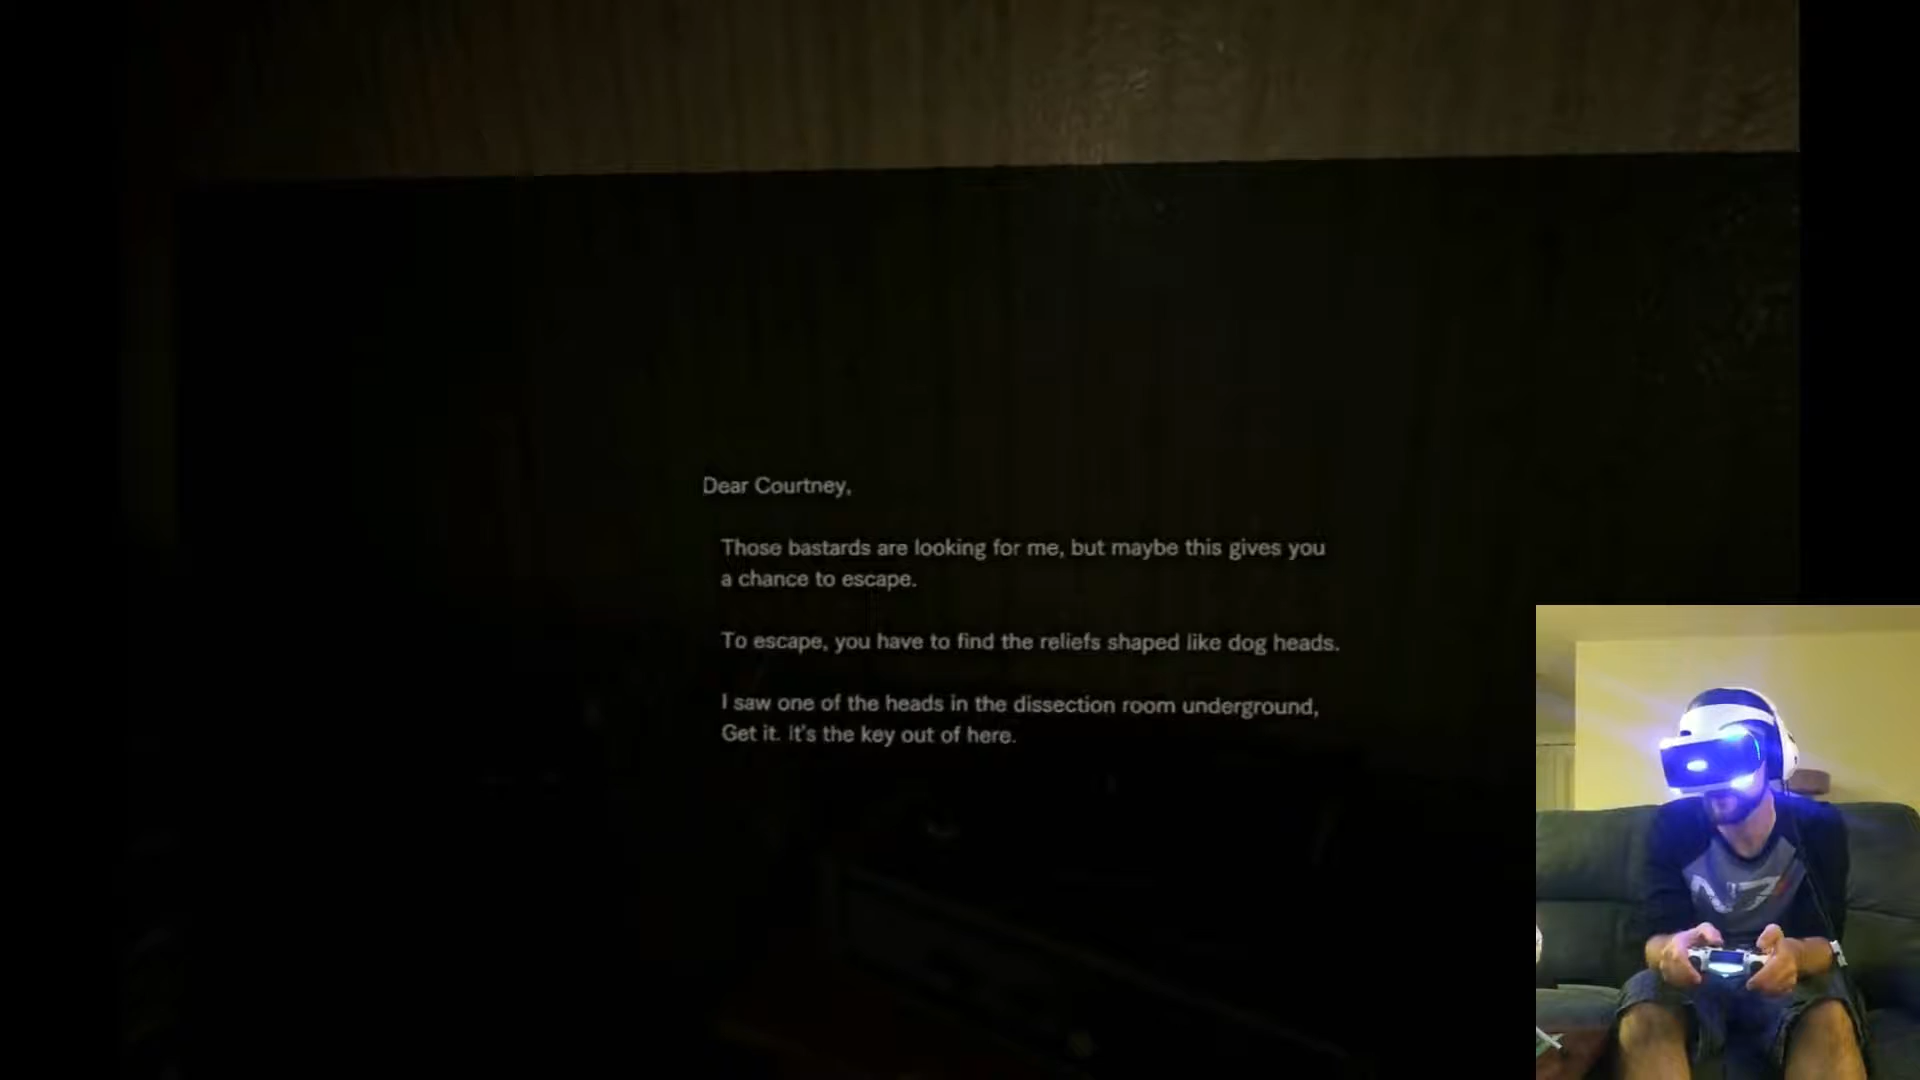 Dear Courtney,
Those bastards are looking for me, but maybe this gives you
a chance to escape.
To escape, you have to find the reliefs shaped like dog heads.
I saw one of the heads in the dissection room underground,
Get it. It's the key out of here.
N7